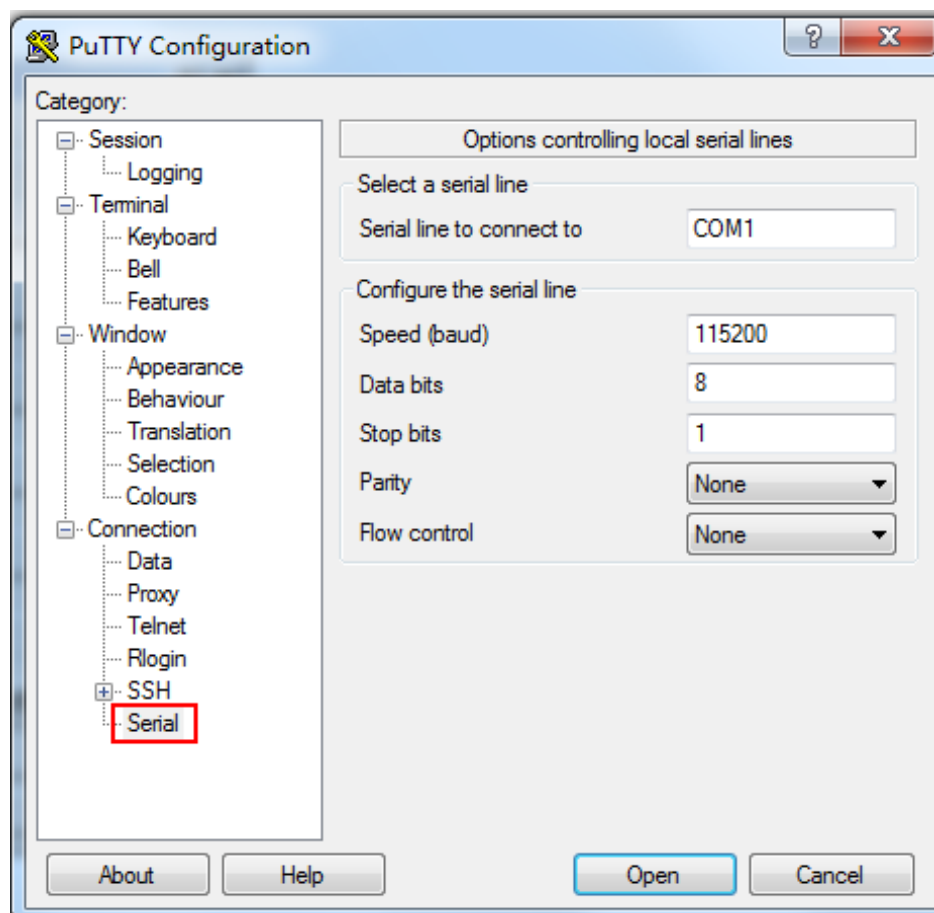 PuTTY Configuration
?
X
Category:
Session
Logging
Terminal
Keyboard
Bell
Features
Window
Appearance
Behaviour
Translation
Selection
Colours
Connection
Data
Proxy
Telnet
Rlogin
SSH
Serial
Options controlling local serial lines
Select a serial line
Serial line to connect to COM1
Configure the serial line
Speed (baud) 115200
Data bits 8
Stop bits 1
Parity None
Flow control None
About Help Open Cancel